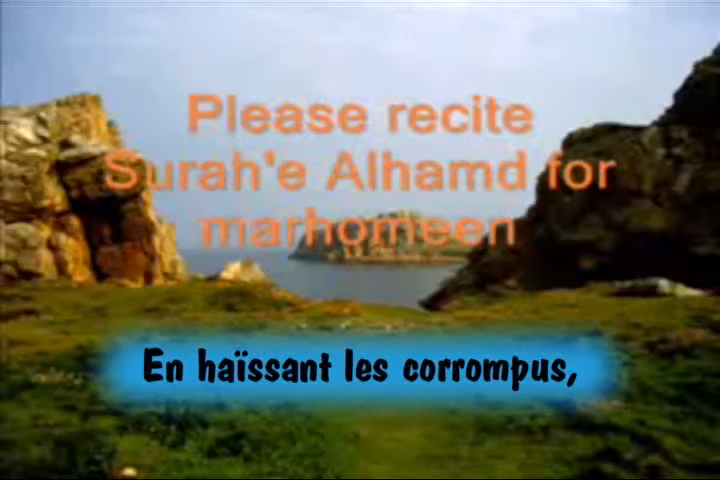 Please recite
Surah'e Alhamd for
marhomeen
En haïssant les corrompus,